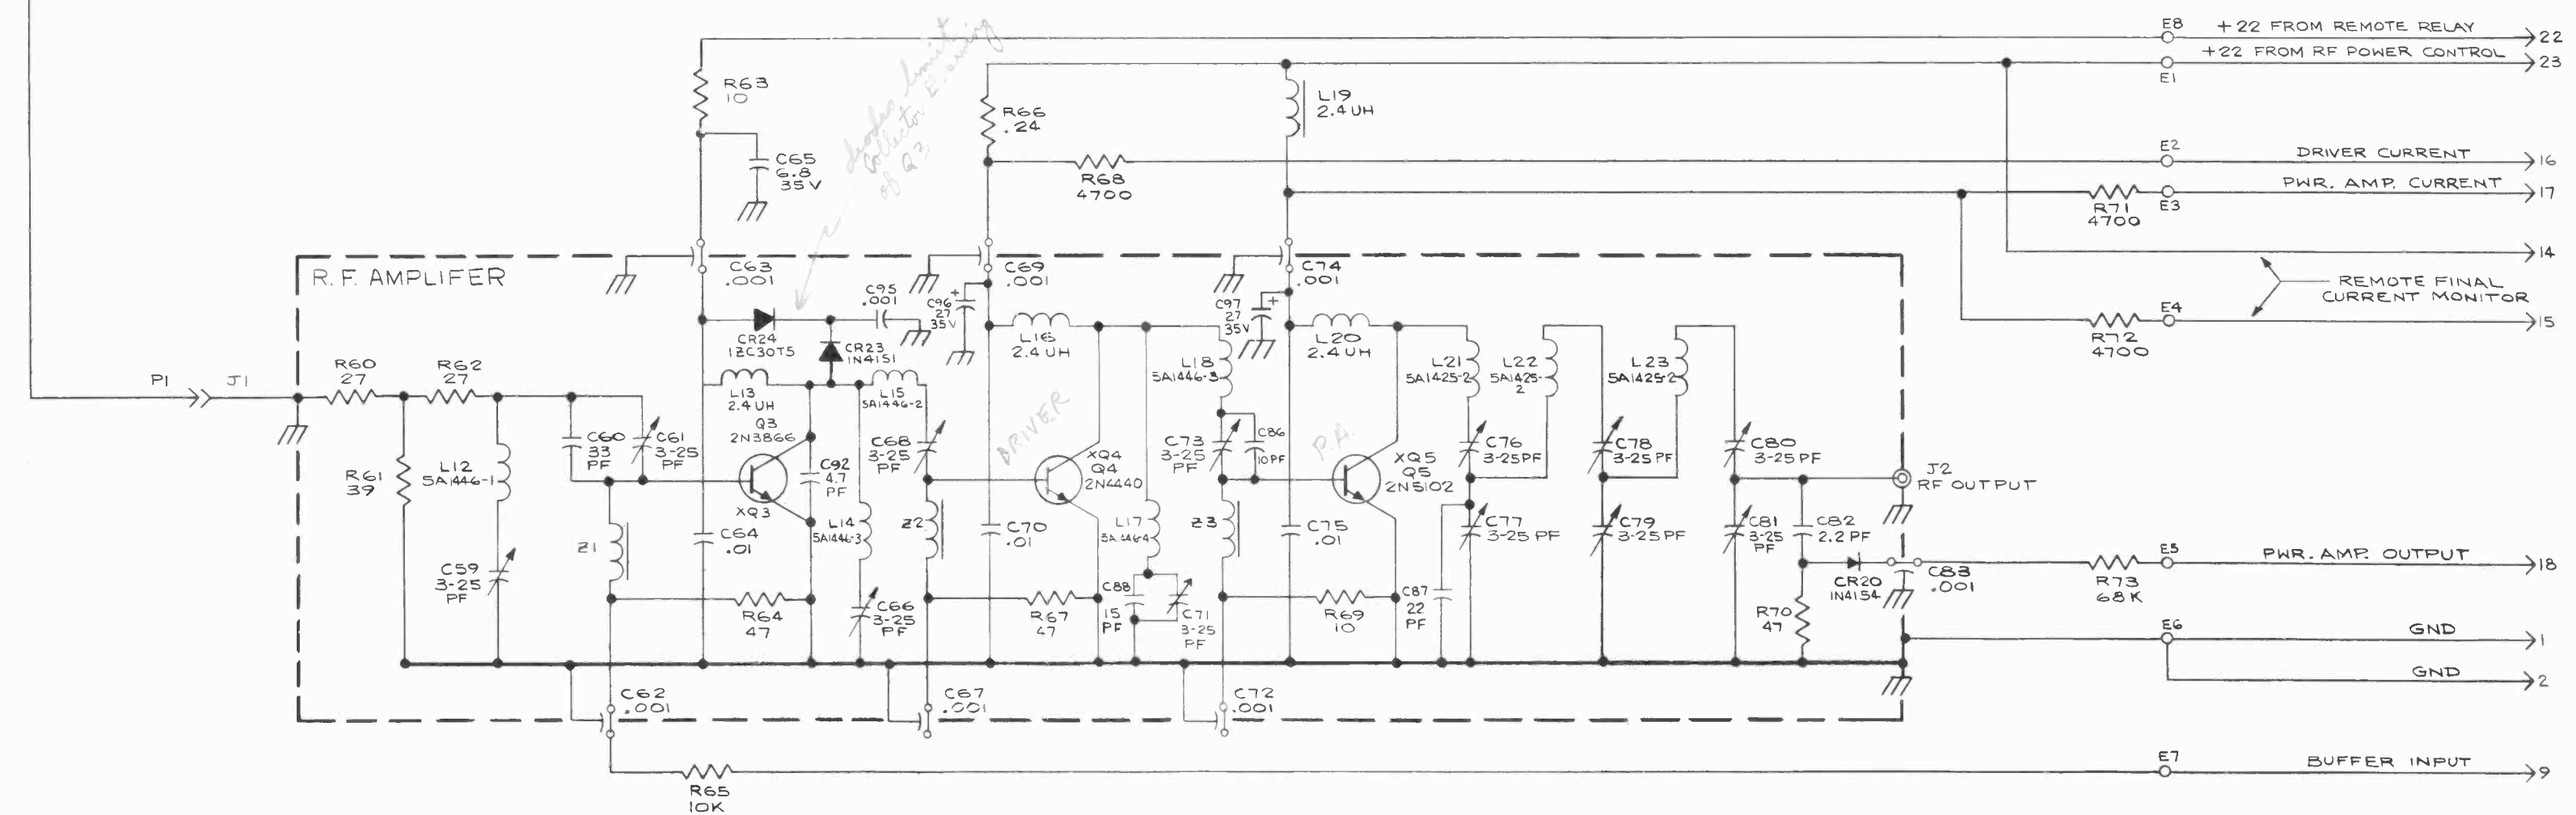 E8 +22 FROM REMOTE RELAY 22
+22 FROM RF POWER CONTROL 23
E1
R63
10
diodes limit
collector E. swing
of Q3
R66
.24
L19
2.4 UH
C65
6.8
35V
R68
4700
E2 DRIVER CURRENT 16
PWR. AMP. CURRENT 17
R71
4700
E3
14
REMOTE FINAL
CURRENT MONITOR
E4
15
R72
4700
R.F. AMPLIFER
C63
.001
C69
.001
C74
.001
C95
.001
C96
27
35V
C97
27
35V
CR24
1ZC30T5
CR23
1N4151
P1 J1
R60
27
R62
27
L13
2.4 UH
L15
5A1446-2
L16
2.4 UH
L18
5A1446-3
L20
2.4 UH
L21
5A1425-2
L22
5A1425-
2
L23
5A1425-2
Q3
2N3866
XQ3
C60
33
PF
C61
3-25
PF
R61
39
L12
5A1446-1
C59
3-25
PF
Z1
C64
.01
R64
47
C92
4.7
PF
L14
5A1446-3
C66
3-25
PF
C68
3-25
PF
Z2
DRIVER
XQ4
Q4
2N4440
C70
.01
R67
47
L17
5A1446-4
C88
15
PF
C71
3-25
PF
C73
3-25
PF
C86
10PF
Z3
P.A.
XQ5
Q5
2N5102
C75
.01
R69
10
C87
22
PF
C76
3-25PF
C77
3-25 PF
C78
3-25 PF
C79
3-25PF
C80
3-25 PF
C81
3-25
PF
C82
2.2 PF
J2
RF OUTPUT
CR20
1N4154
C83
.001
R70
47
R73
68K
E5 PWR. AMP. OUTPUT 18
E6 GND 1
GND 2
C62
.001
C67
.001
C72
.001
R65
10K
E7 BUFFER INPUT 9